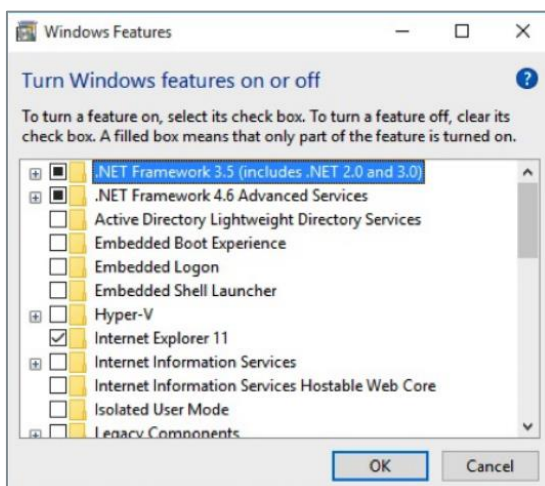 Windows Features
Turn Windows features on or off
To turn a feature on, select its check box. To turn a feature off, clear its
check box. A filled box means that only part of the feature is turned on.
.NET Framework 3.5 (includes .NET 2.0 and 3.0)
.NET Framework 4.6 Advanced Services
Active Directory Lightweight Directory Services
Embedded Boot Experience
Embedded Logon
Embedded Shell Launcher
Hyper-V
Internet Explorer 11
Internet Information Services
Internet Information Services Hostable Web Core
Isolated User Mode
Legacy Components
OK Cancel